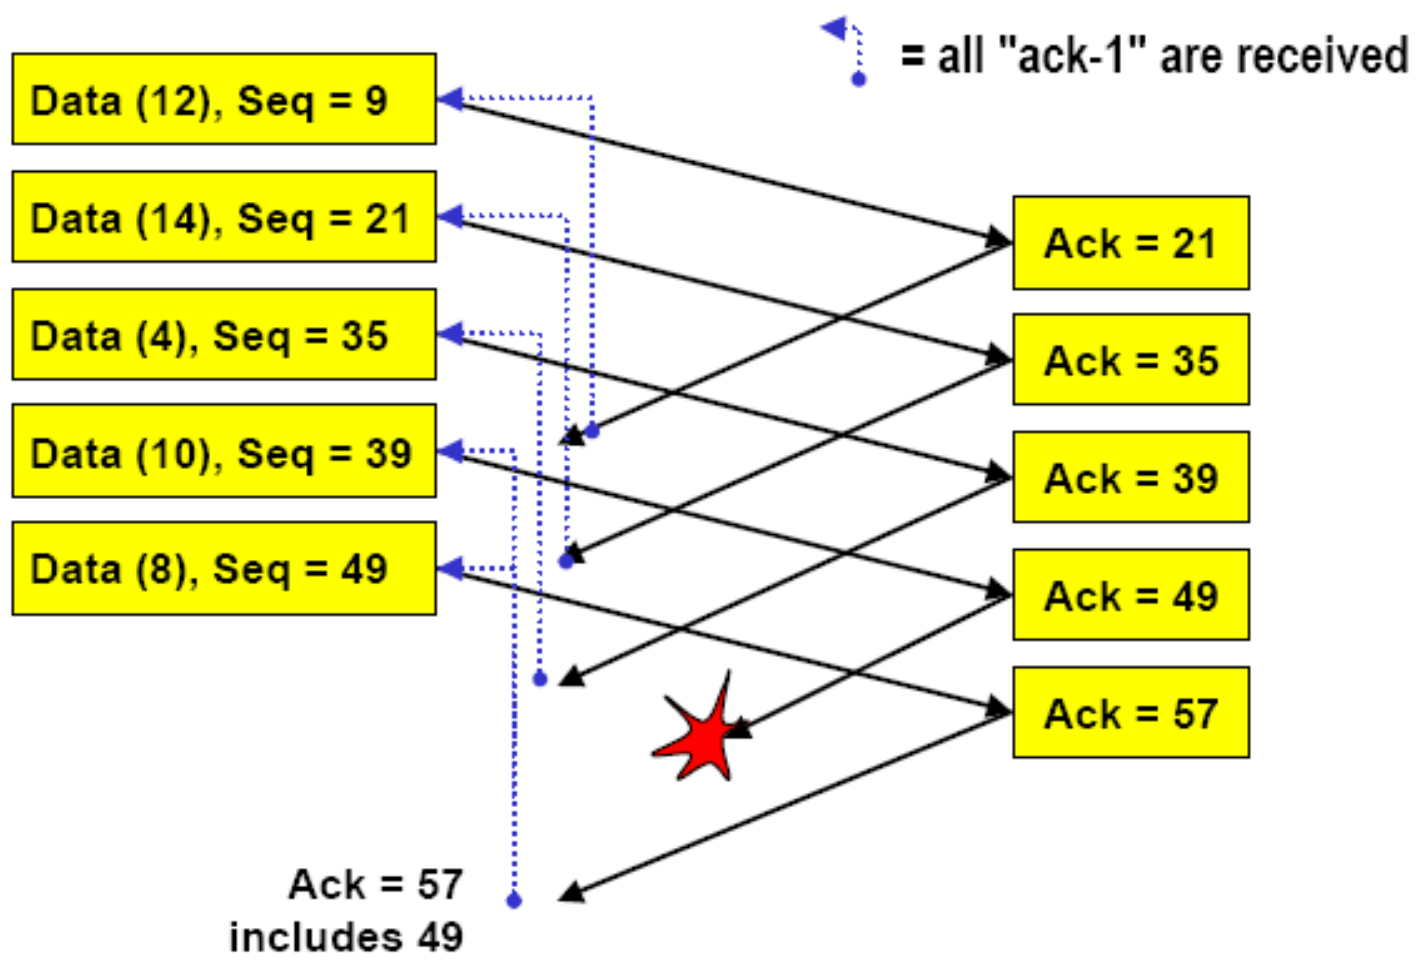 = all "ack-1" are received
Data (12), Seq = 9
Data (14), Seq = 21
Data (4), Seq = 35
Data (10), Seq = 39
Data (8), Seq = 49
Ack = 21
Ack = 35
Ack = 39
Ack = 49
Ack = 57
Ack = 57
includes 49